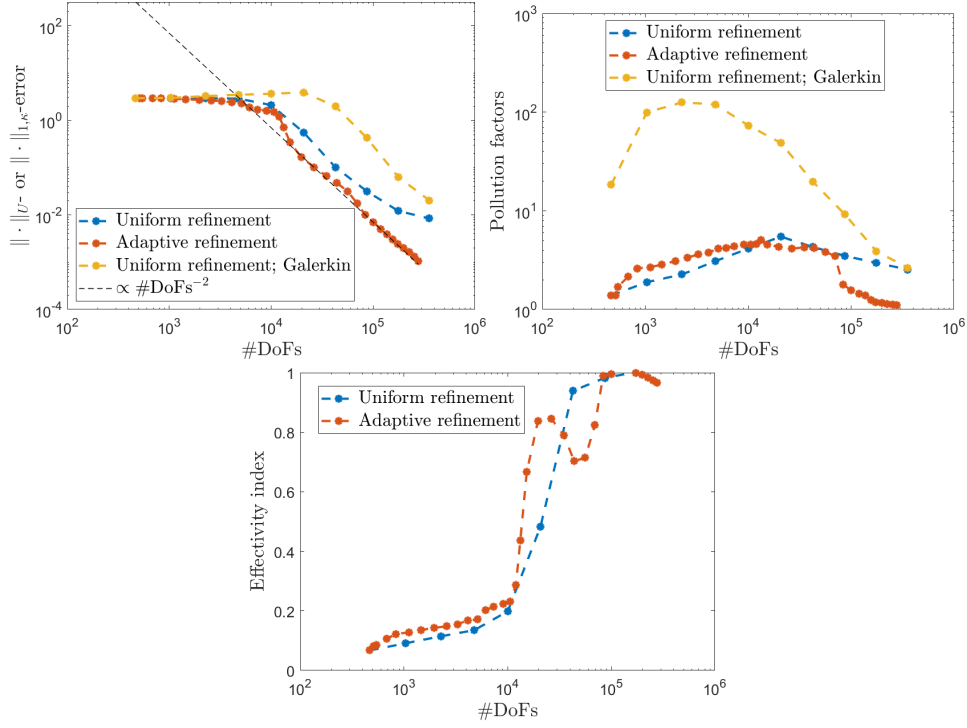 10^2
10^0
10^-2
10^-4
‖ · ‖_U- or ‖ · ‖_{1,κ}-error
Uniform refinement
Adaptive refinement
Uniform refinement; Galerkin
∝ #DoFs^{-2}
10^2 10^3 10^4 10^5 10^6
#DoFs
10^2
10^1
10^0
Pollution factors
Uniform refinement
Adaptive refinement
Uniform refinement; Galerkin
10^2 10^3 10^4 10^5 10^6
#DoFs
1
0.8
0.6
0.4
0.2
0
Effectivity index
Uniform refinement
Adaptive refinement
10^2 10^3 10^4 10^5 10^6
#DoFs